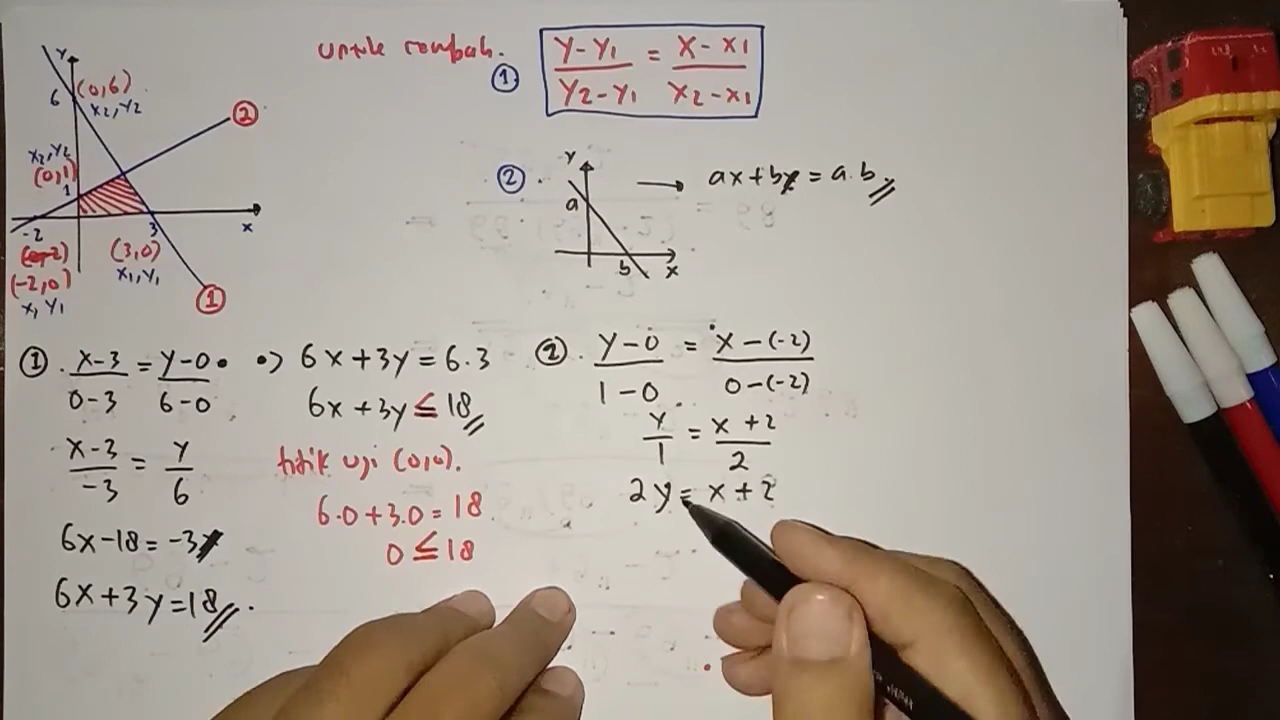 Untuk
① Y-Y₁/Y₂-Y₁ = X-X₁/X₂-X₁
Y
6 (0,6)
X₂,Y₂
②
X₂,Y₂
(0,1)
1
-2 3 X
(3,0)
(-2,0) X₁,Y₁
X₁ Y₁
①
② Y
a
b X
ax+by = a.b
① . X-3/0-3 = Y-0/6-0 •
X-3/-3 = Y/6
6X-18 = -3y
6X+3y=18 .
6X+3Y = 6.3
6X+3Y ≤ 18
titik uji (0,0).
6.0+3.0 = 18
0 ≤ 18
② . Y-0/1-0 = X-(-2)/0-(-2)
Y/1 = X+2/2
2y = x+2